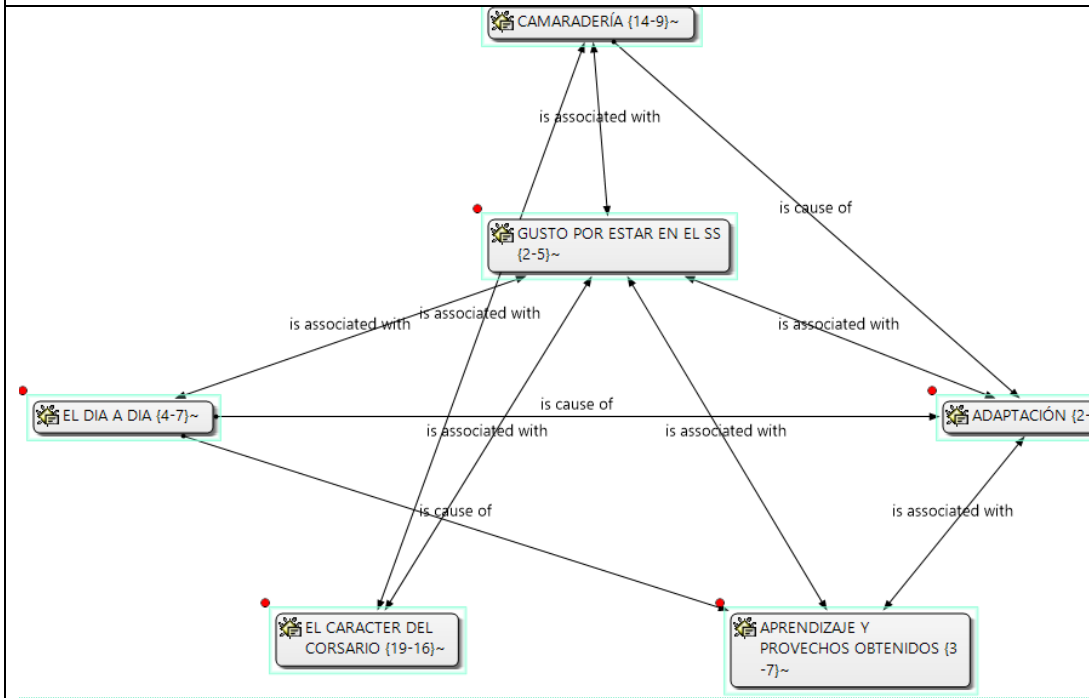 CAMARADERÍA {14-9}~
is associated with
is cause of
GUSTO POR ESTAR EN EL SS
{2-5}~
is associated with
is associated with
is associated with
EL DIA A DIA {4-7}~
is cause of
ADAPTACIÓN {2-
is associated with
is associated with
is cause of
is associated with
EL CARACTER DEL
CORSARIO {19-16}~
APRENDIZAJE Y
PROVECHOS OBTENIDOS {3
-7}~